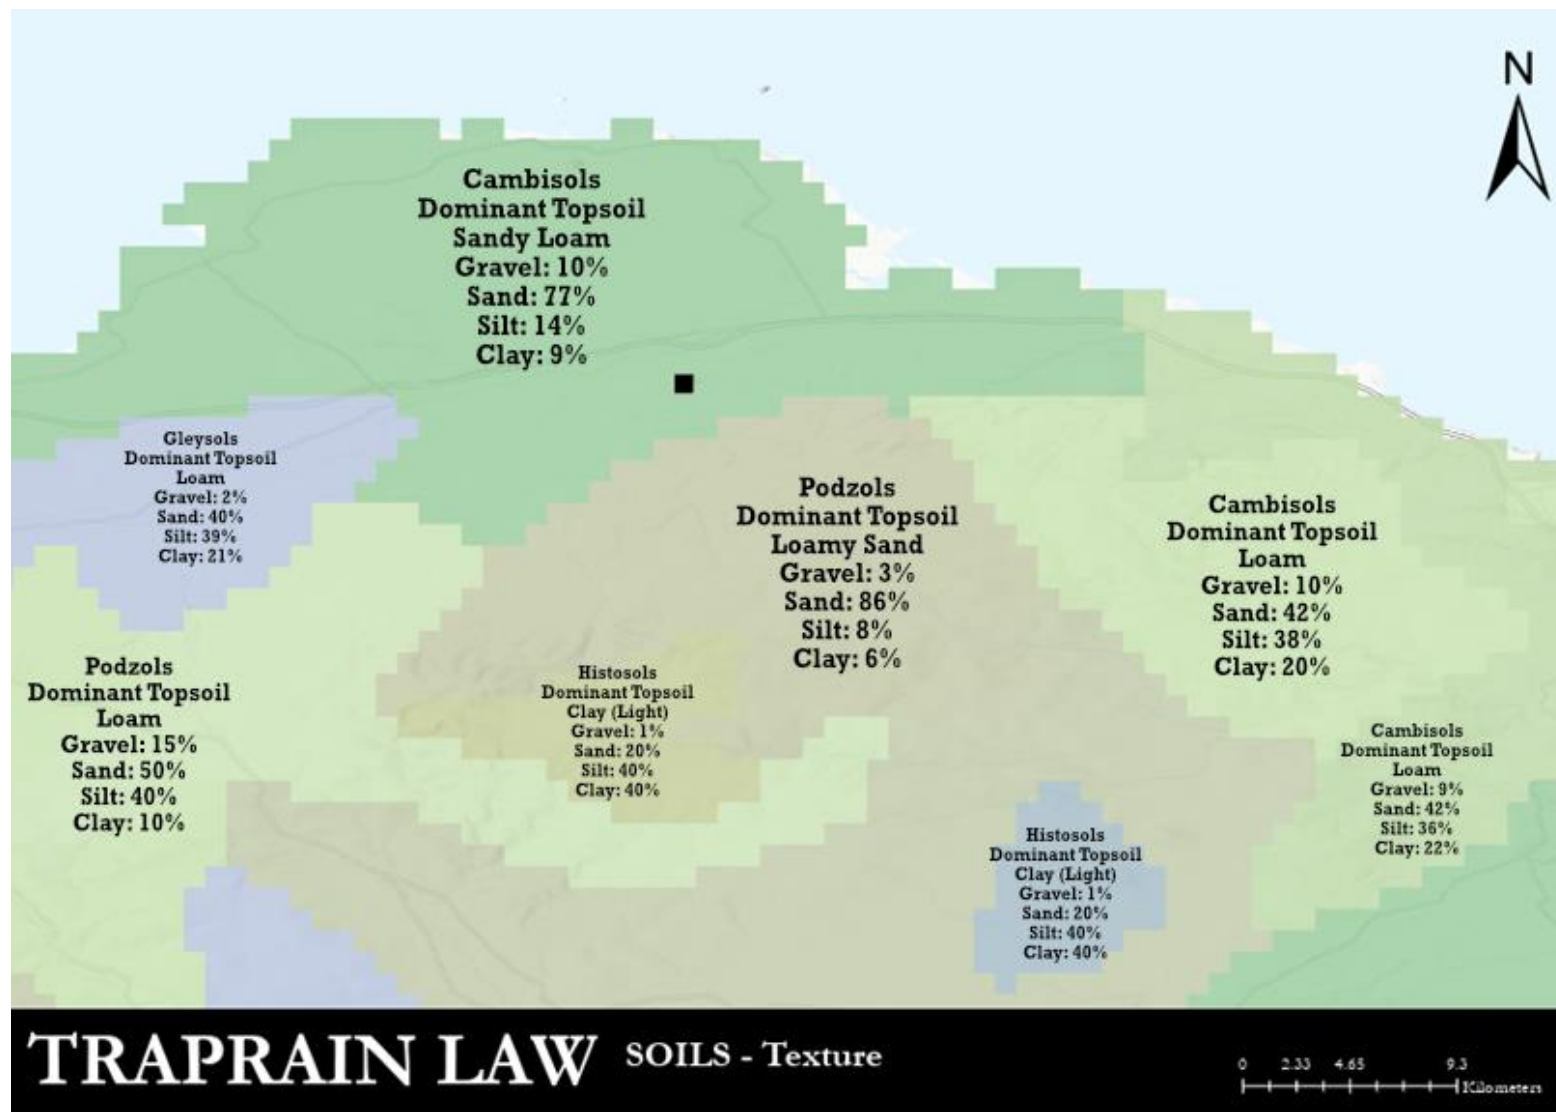 N
Cambisols
Dominant Topsoil
Sandy Loam
Gravel: 10%
Sand: 77%
Silt: 14%
Clay: 9%
Gleysols
Dominant Topsoil
Loam
Gravel: 2%
Sand: 40%
Silt: 39%
Clay: 21%
Podzols
Dominant Topsoil
Loamy Sand
Gravel: 3%
Sand: 86%
Silt: 8%
Clay: 6%
Cambisols
Dominant Topsoil
Loam
Gravel: 10%
Sand: 42%
Silt: 38%
Clay: 20%
Podzols
Dominant Topsoil
Loam
Gravel: 15%
Sand: 50%
Silt: 40%
Clay: 10%
Histosols
Dominant Topsoil
Clay (Light)
Gravel: 1%
Sand: 20%
Silt: 40%
Clay: 40%
Cambisols
Dominant Topsoil
Loam
Gravel: 9%
Sand: 42%
Silt: 36%
Clay: 22%
Histosols
Dominant Topsoil
Clay (Light)
Gravel: 1%
Sand: 20%
Silt: 40%
Clay: 40%
TRAPRAIN LAW SOILS - Texture
0 2.33 4.65 9.3
Kilometers